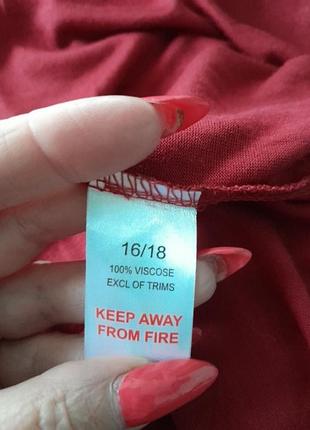 16/18
100% VISCOSE
EXCL OF TRIMS
KEEP AWAY
FROM FIRE